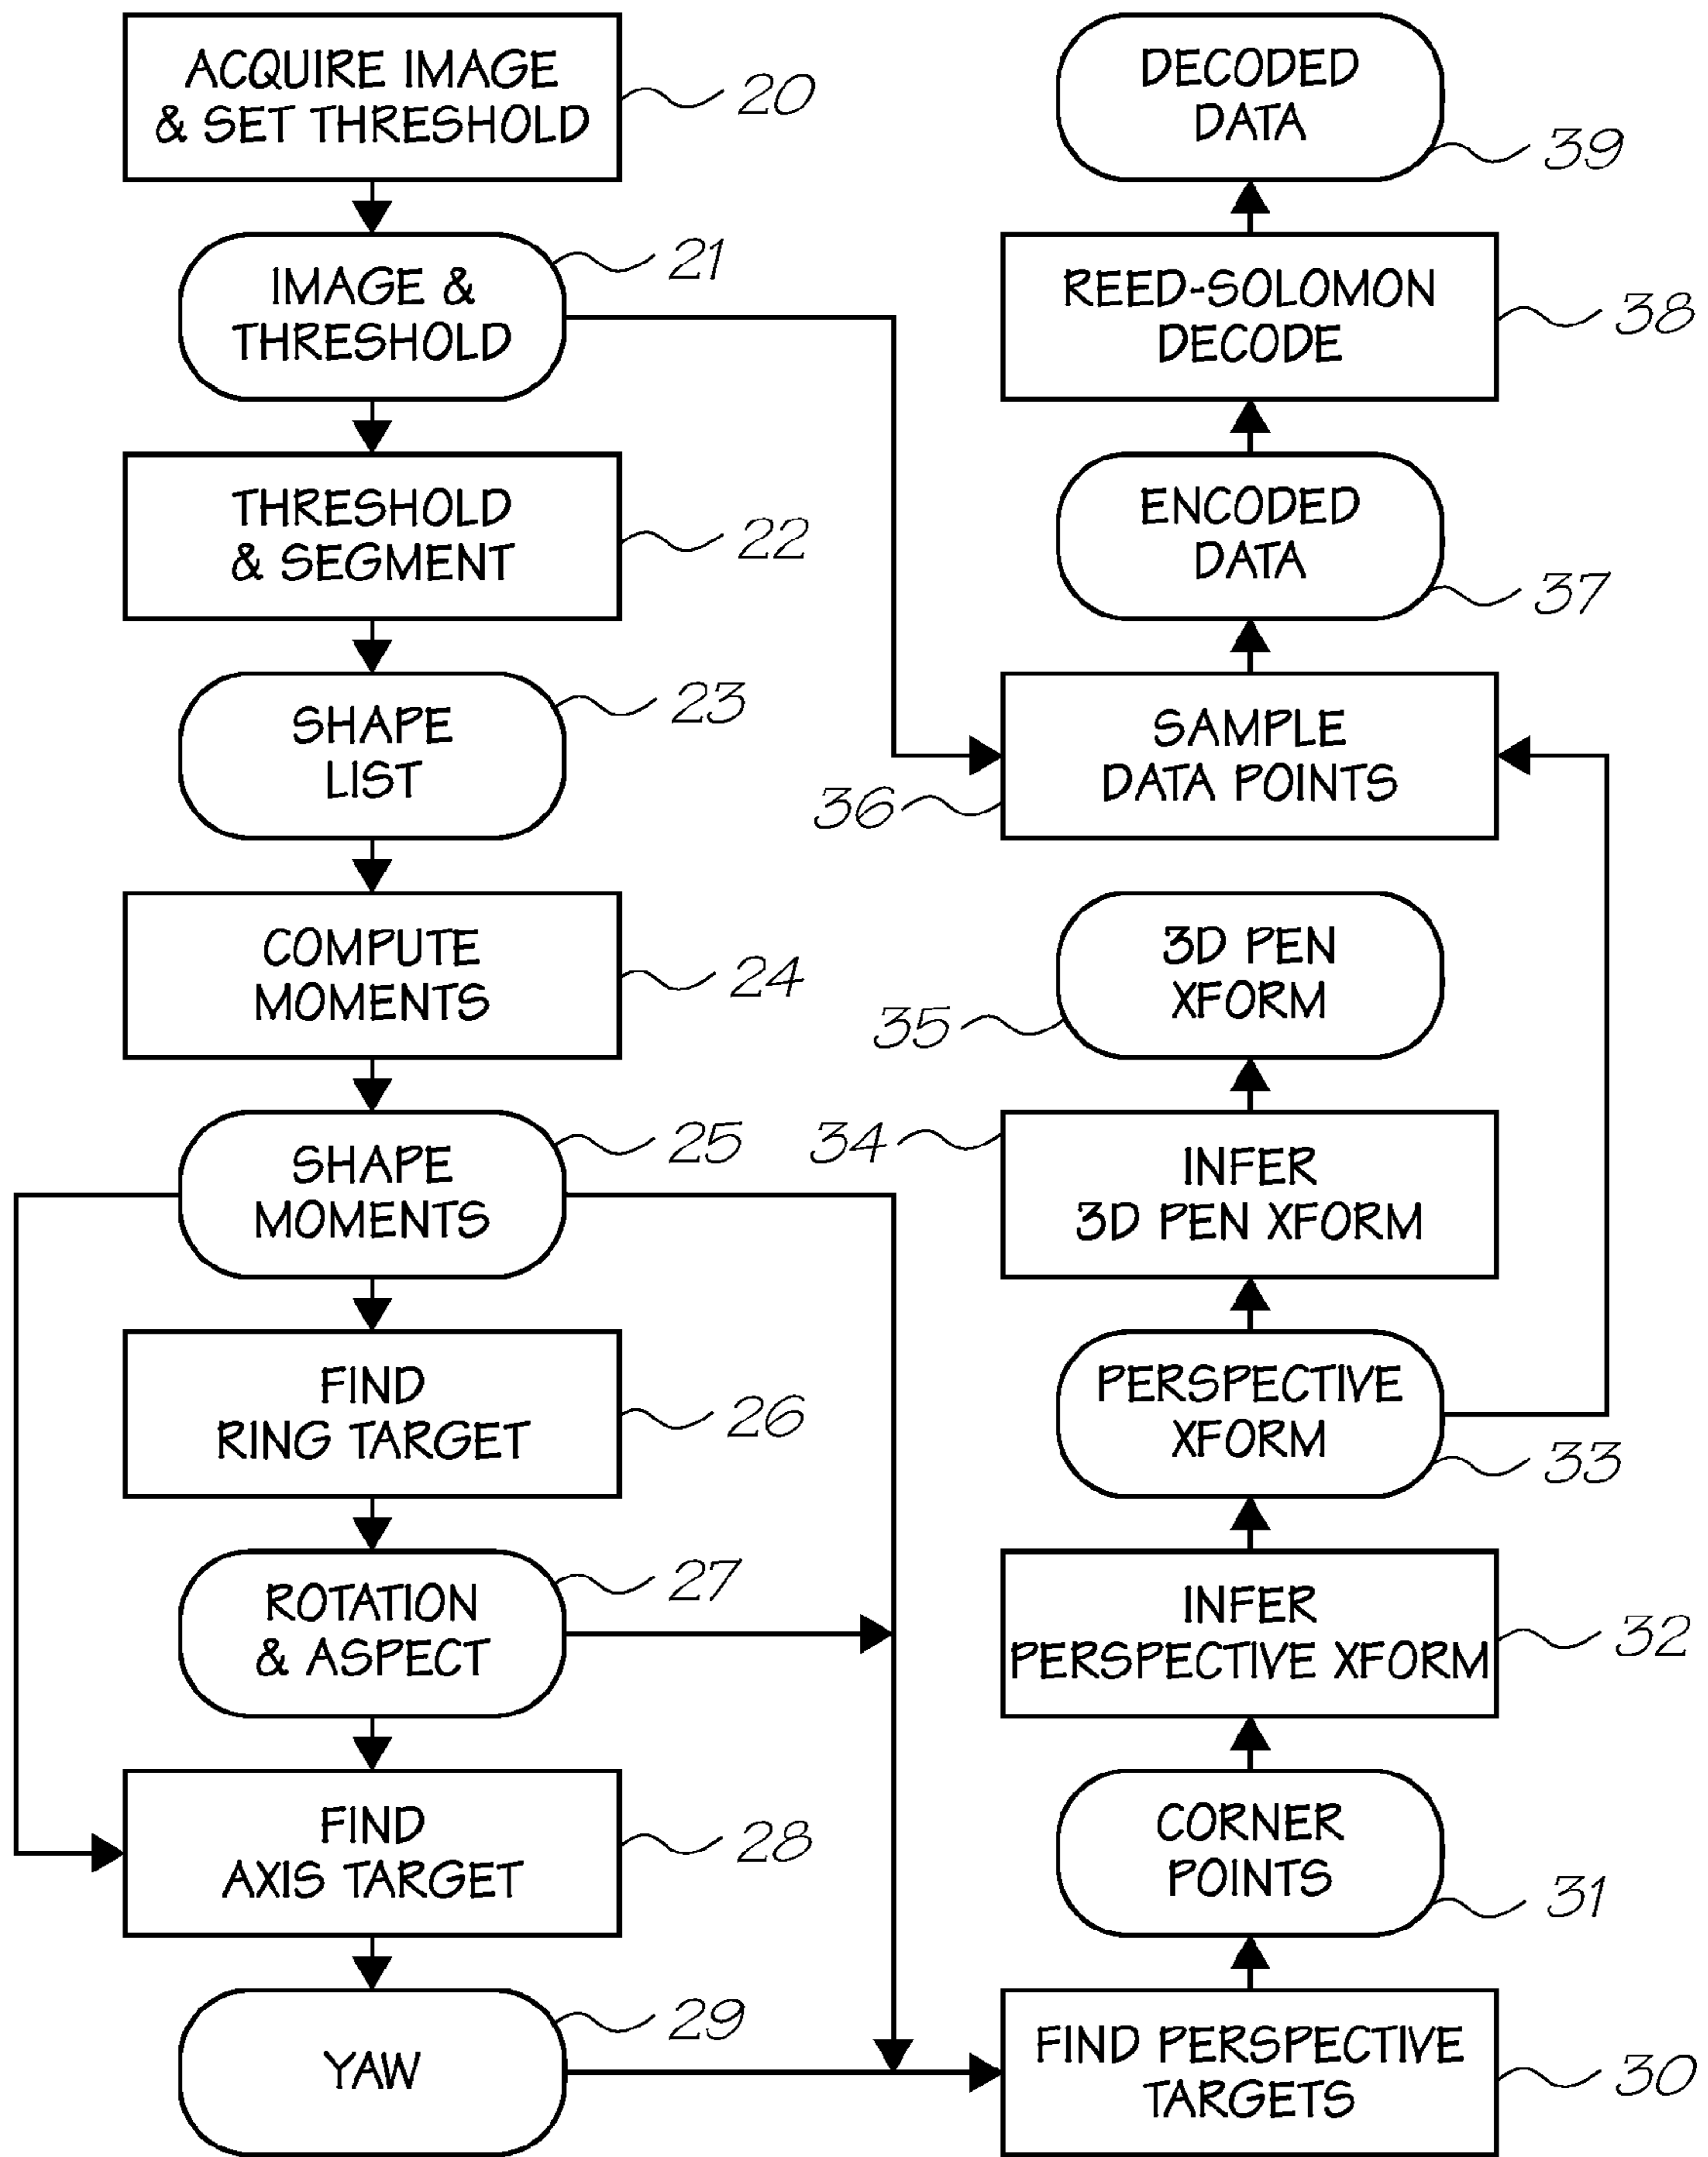 ACQUIRE IMAGE
& SET THRESHOLD
20
IMAGE &
THRESHOLD
21
THRESHOLD
& SEGMENT
22
SHAPE
LIST
23
COMPUTE
MOMENTS
24
SHAPE
MOMENTS
25
FIND
RING TARGET
26
ROTATION
& ASPECT
27
FIND
AXIS TARGET
28
YAW
29
FIND PERSPECTIVE
TARGETS
30
CORNER
POINTS
31
INFER
PERSPECTIVE XFORM
32
PERSPECTIVE
XFORM
33
INFER
3D PEN XFORM
34
3D PEN
XFORM
35
SAMPLE
DATA POINTS
36
ENCODED
DATA
37
REED-SOLOMON
DECODE
38
DECODED
DATA
39